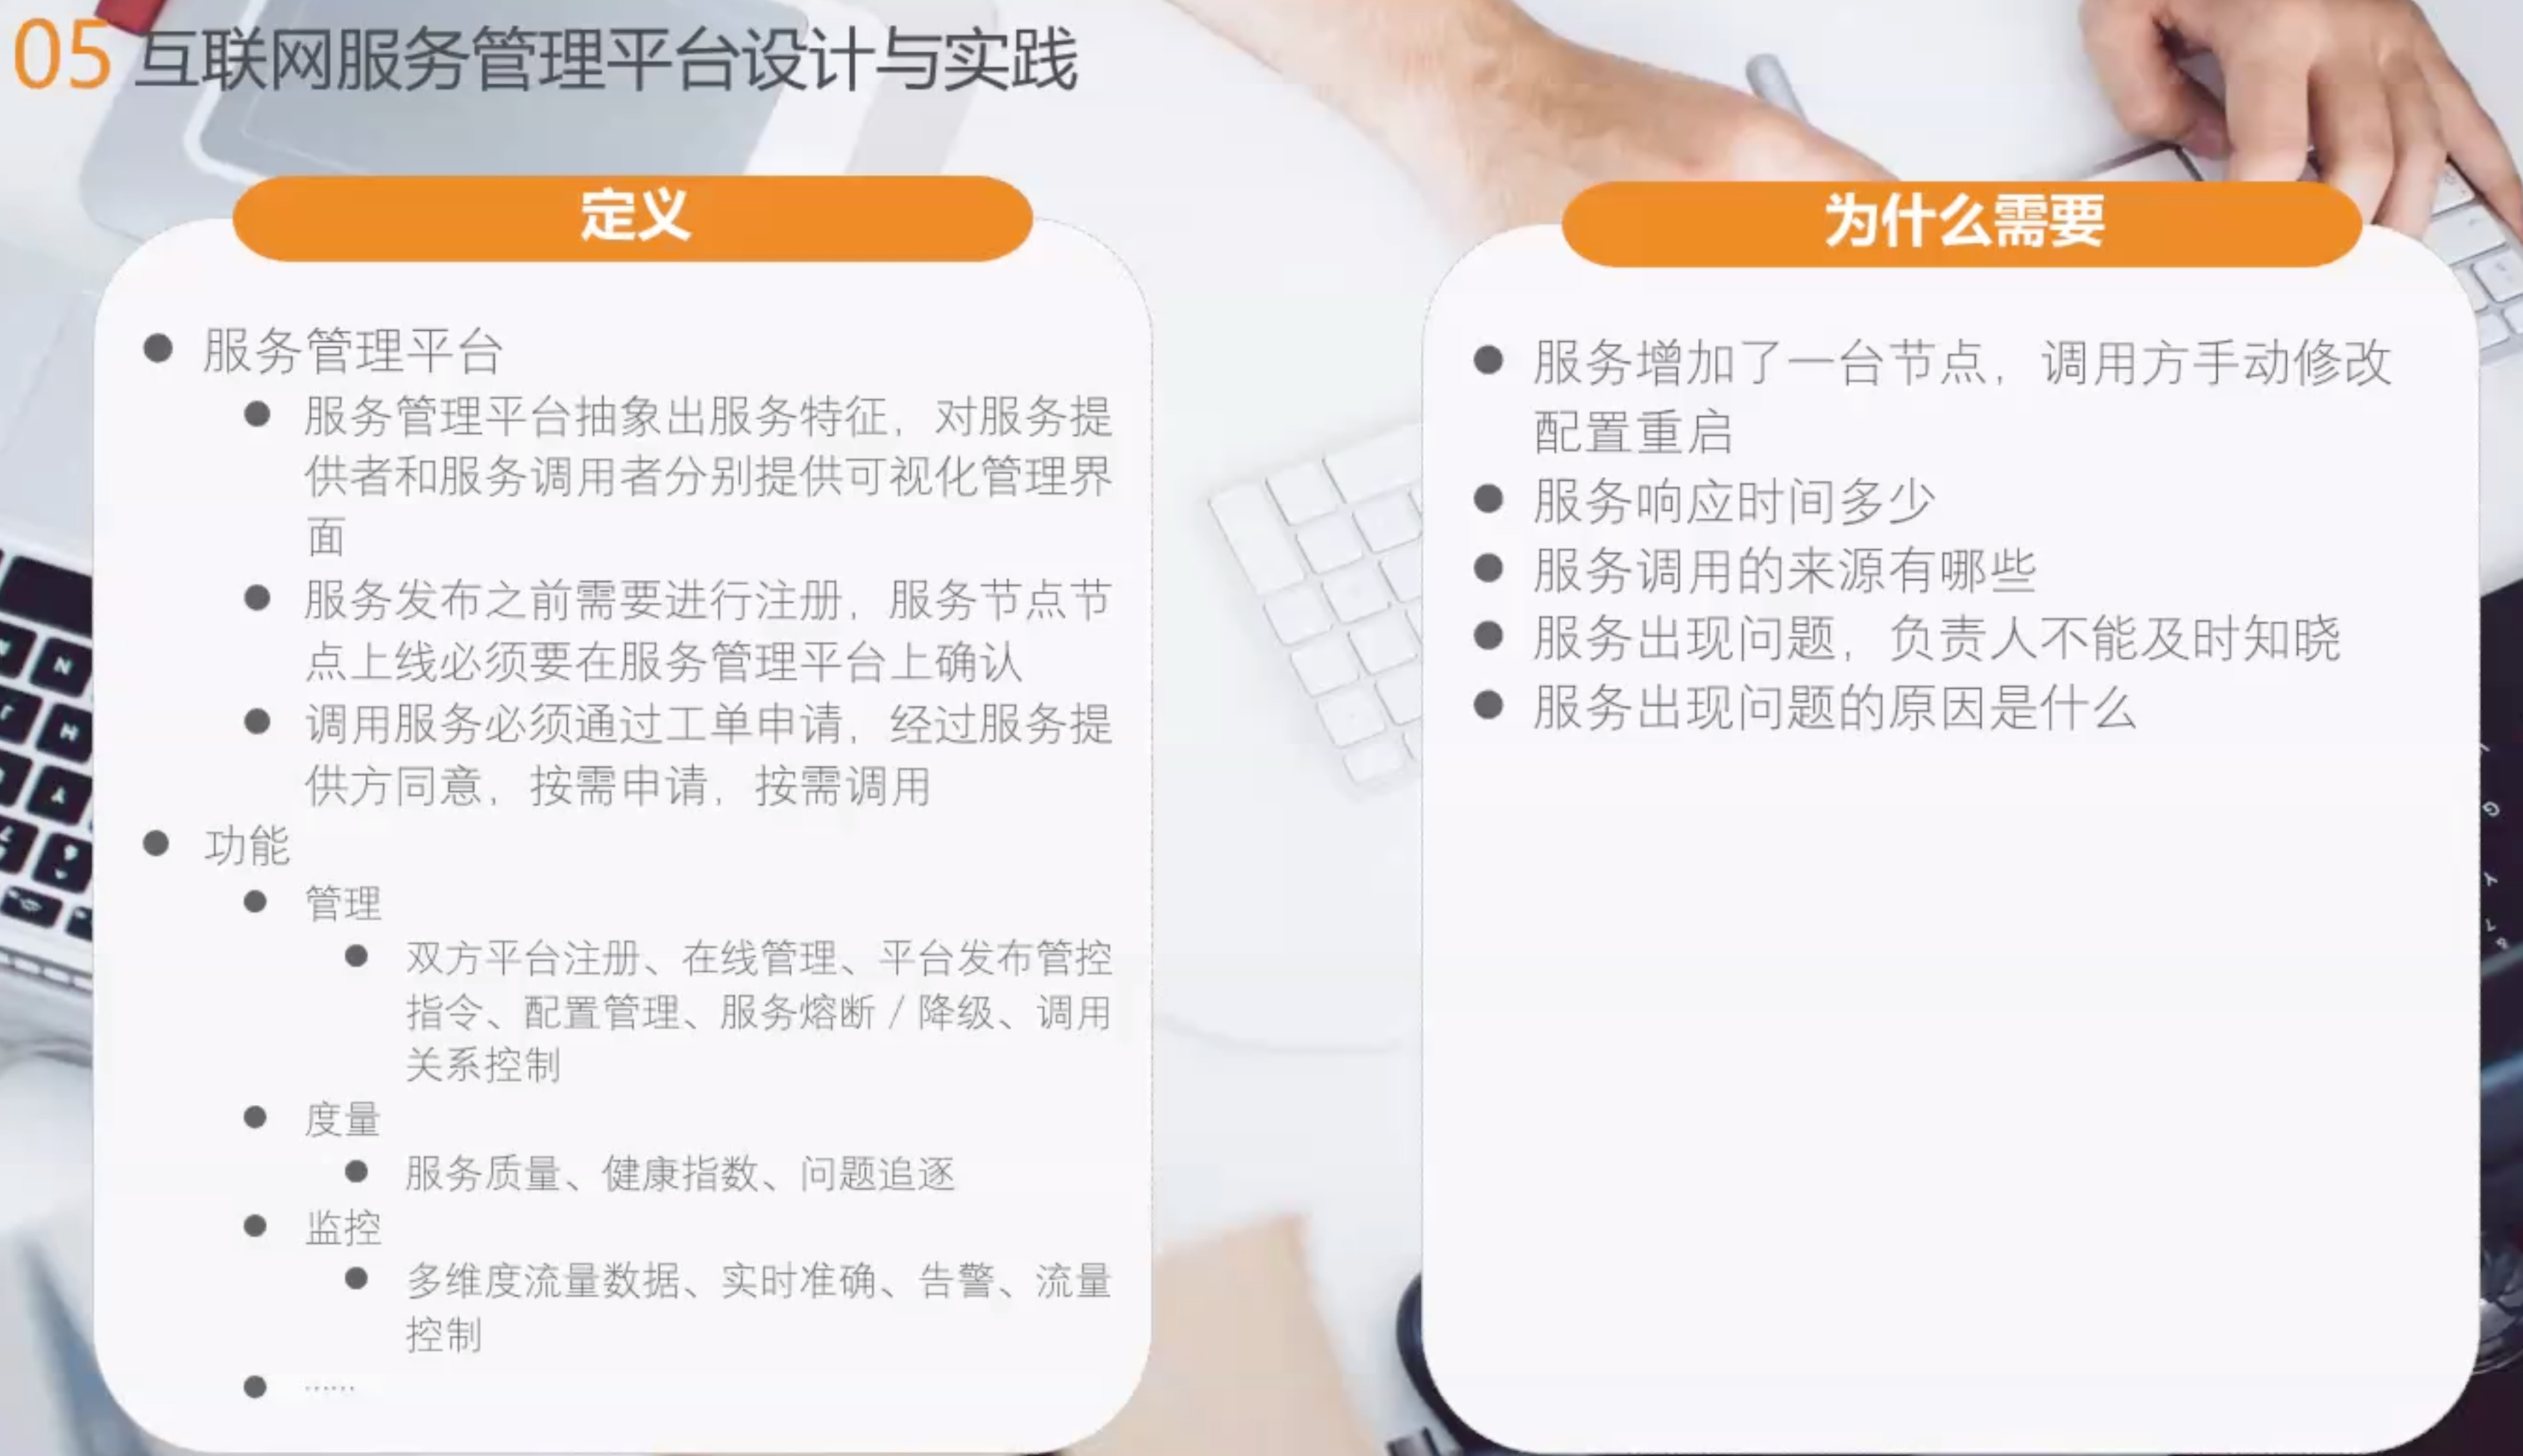 05 互联网服务管理平台设计与实践
定义
服务管理平台
服务管理平台抽象出服务特征，对服务提
供者和服务调用者分别提供可视化管理界
面
服务发布之前需要进行注册，服务节点节
点上线必须要在服务管理平台上确认
调用服务必须通过工单申请，经过服务提
供方同意，按需申请，按需调用
功能
管理
双方平台注册、在线管理、平台发布管控
指令、配置管理、服务熔断 / 降级、调用
关系控制
度量
服务质量、健康指数、问题追逐
监控
多维度流量数据、实时准确、告警、流量
控制
······
为什么需要
服务增加了一台节点，调用方手动修改
配置重启
服务响应时间多少
服务调用的来源有哪些
服务出现问题，负责人不能及时知晓
服务出现问题的原因是什么